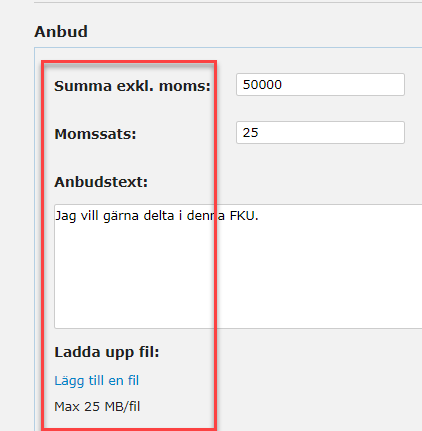 Anbud
Summa exkl. moms: 50000
Momssats: 25
Anbudstext:
Jag vill gärna delta i denna FKU.
Ladda upp fil:
Lägg till en fil
Max 25 MB/fil